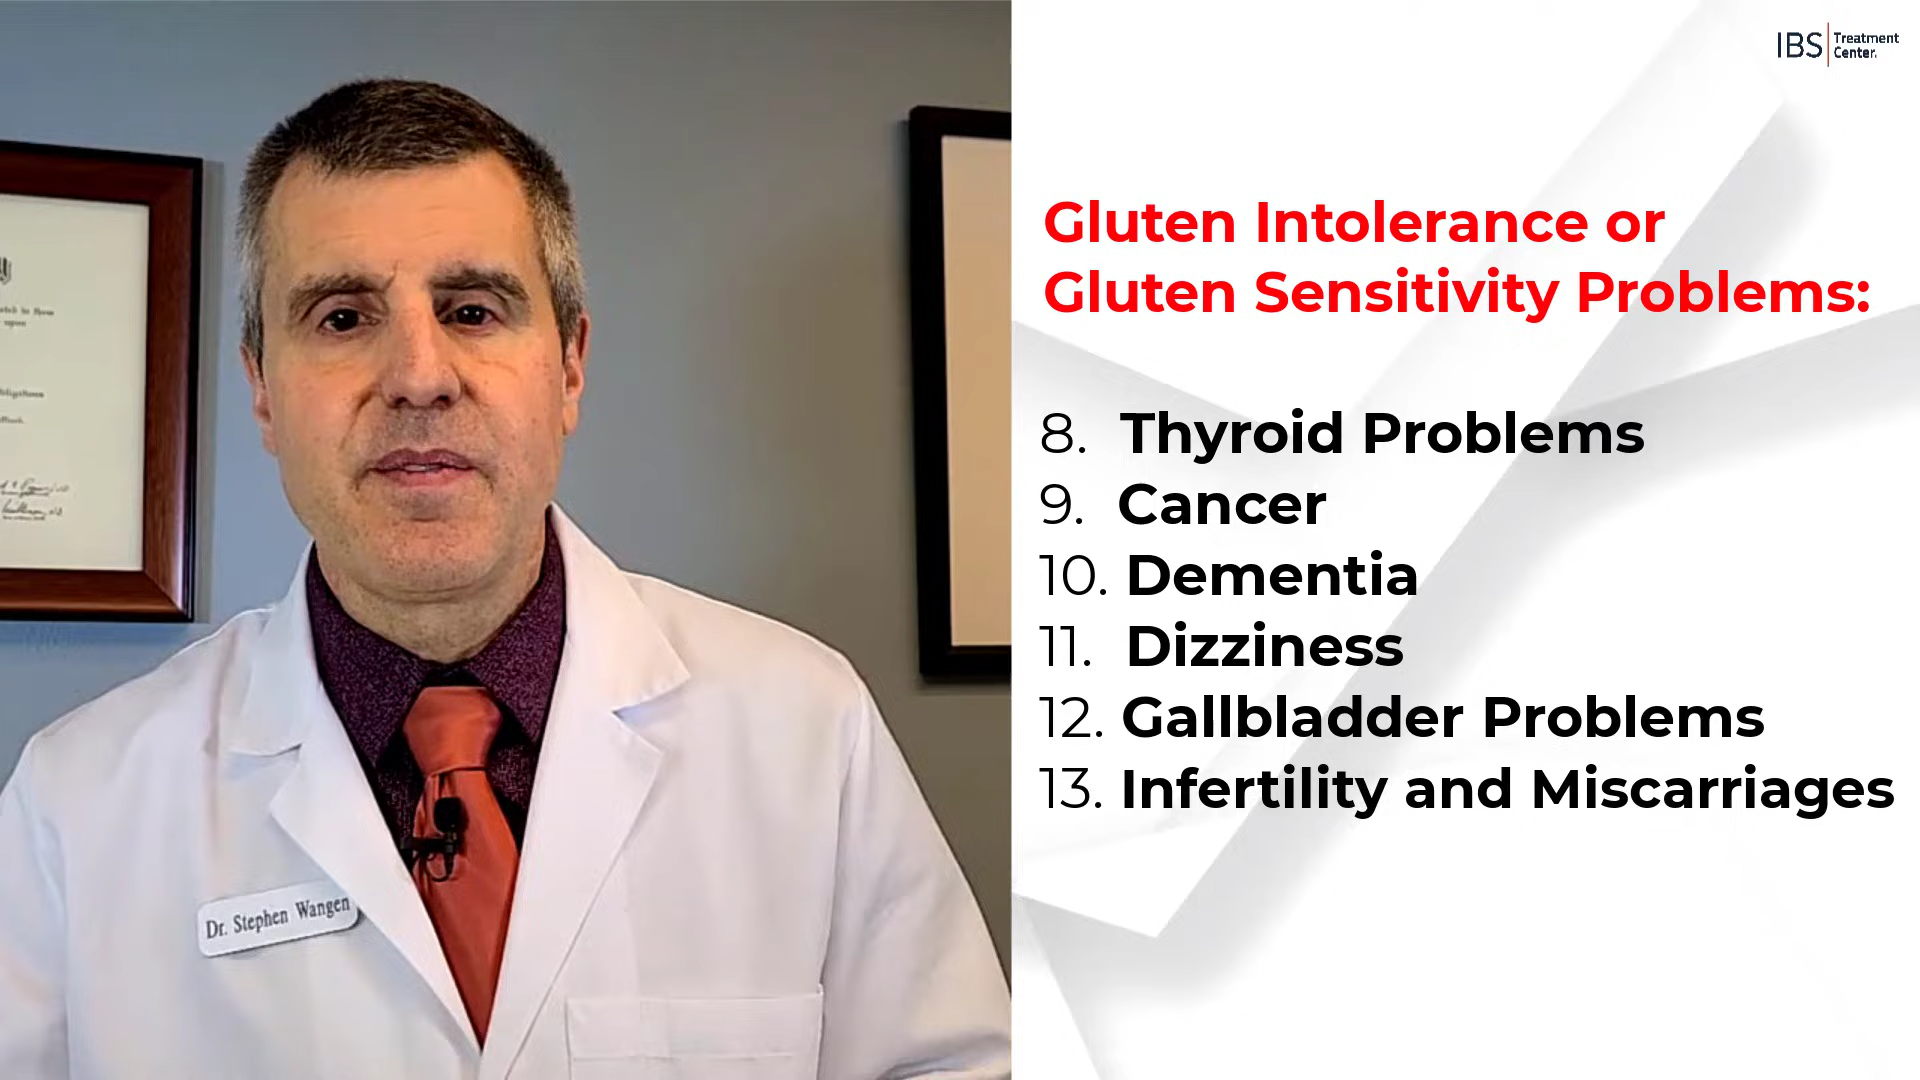 IBS Treatment
Center.
Gluten Intolerance or
Gluten Sensitivity Problems:
8. Thyroid Problems
9. Cancer
10. Dementia
11. Dizziness
12. Gallbladder Problems
13. Infertility and Miscarriages
Dr. Stephen Wangen
upon